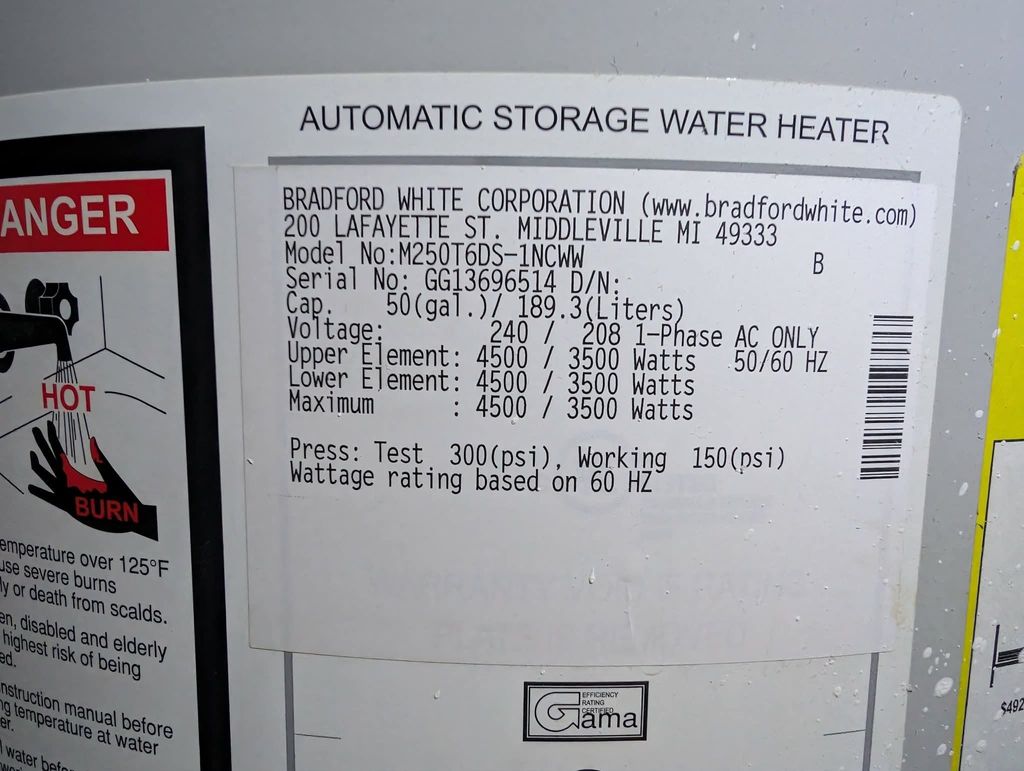 AUTOMATIC STORAGE WATER HEATER
BRADFORD WHITE CORPORATION (www.bradfordwhite.com)
200 LAFAYETTE ST. MIDDLEVILLE MI 49333
Model No:M250T6DS-1NCWW
B
Serial No: GG13696514 D/N:
Cap. 50(gal.)/ 189.3(Liters)
Voltage: 240 / 208 1-Phase AC ONLY
Upper Element: 4500 / 3500 Watts 50/60 HZ
Lower Element: 4500 / 3500 Watts
Maximum : 4500 / 3500 Watts
Press: Test 300(psi), Working 150(psi)
Wattage rating based on 60 HZ
Gama
EFFICIENCY
RATING
CERTIFIED
ANGER
HOT
BURN
emperature over 125°F
use severe burns
ly or death from scalds.
en, disabled and elderly
highest risk of being
ed.
nstruction manual before
ng temperature at water
er.
water befo
$492